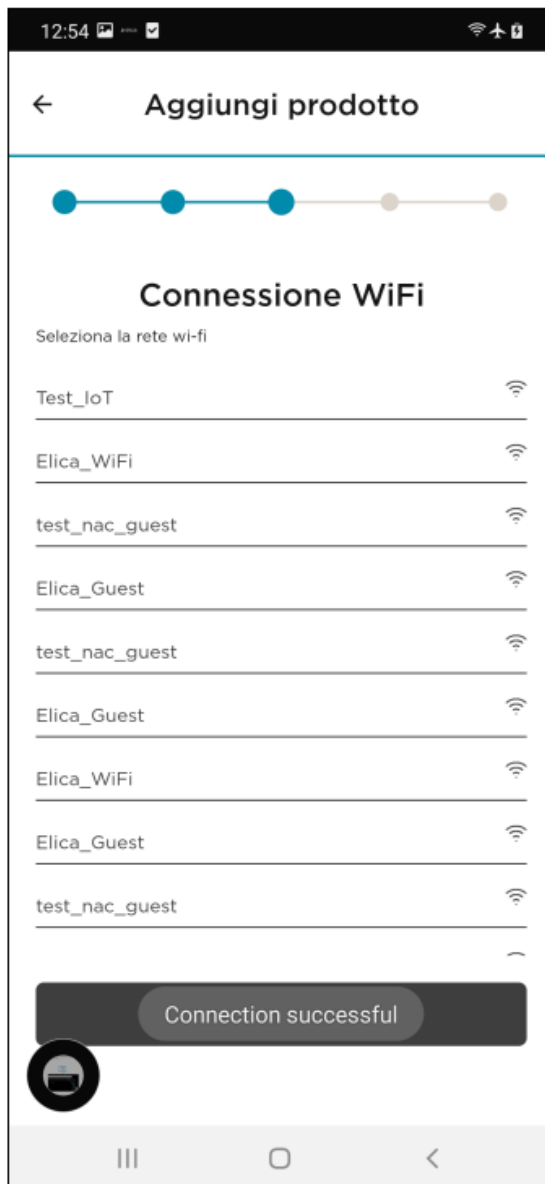 12:54
Aggiungi prodotto
Connessione WiFi
Seleziona la rete wi-fi
Test_IoT
Elica_WiFi
test_nac_guest
Elica_Guest
test_nac_guest
Elica_Guest
Elica_WiFi
Elica_Guest
test_nac_guest
Connection successful